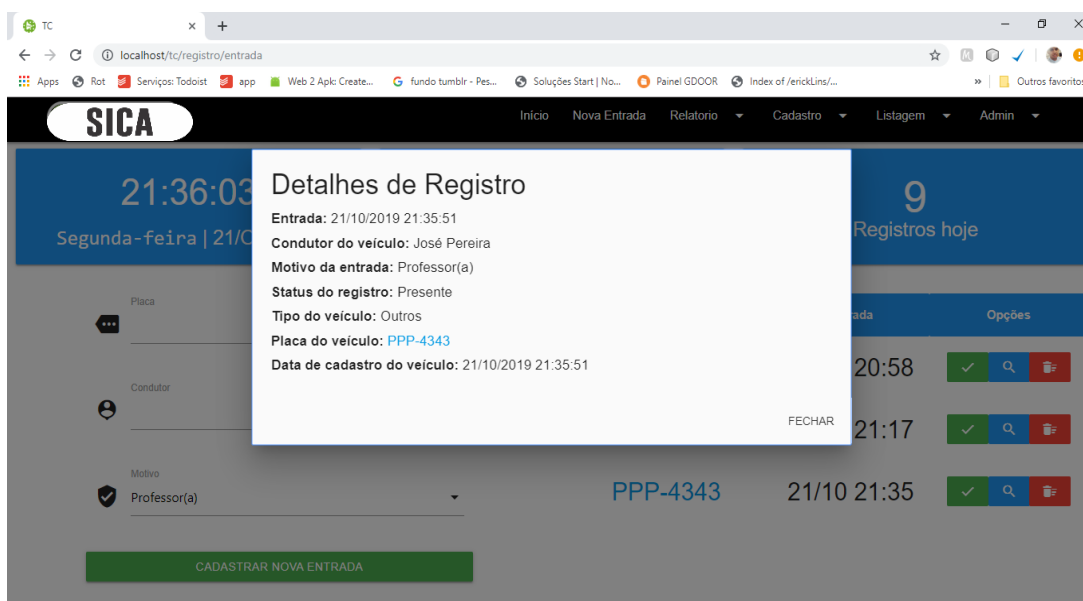 TC
localhost/tc/registro/entrada
Apps Rot Serviços: Todoist app Web 2 Apk: Create... fundo tumblr - Pes... Soluções Start | No... Painel GDOOR Index of /erickLins/... » Outros favoritos
SICA
Início Nova Entrada Relatorio Cadastro Listagem Admin
21:36:03
Segunda-feira | 21/
9
Registros hoje
Detalhes de Registro
Entrada: 21/10/2019 21:35:51
Condutor do veículo: José Pereira
Motivo da entrada: Professor(a)
Status do registro: Presente
Tipo do veículo: Outros
Placa do veículo: PPP-4343
Data de cadastro do veículo: 21/10/2019 21:35:51
FECHAR
Placa
Condutor
Motivo
Professor(a)
CADASTRAR NOVA ENTRADA
rada Opções
20:58
21:17
PPP-4343 21/10 21:35